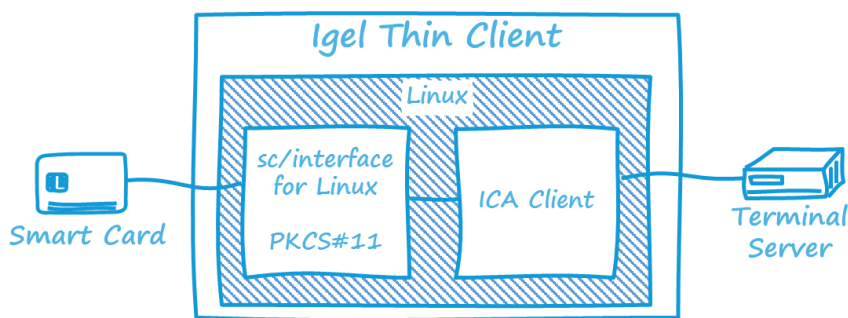 Igel Thin Client
Linux
sc/interface
for Linux
PKCS#11
ICA Client
Smart Card
Terminal
Server